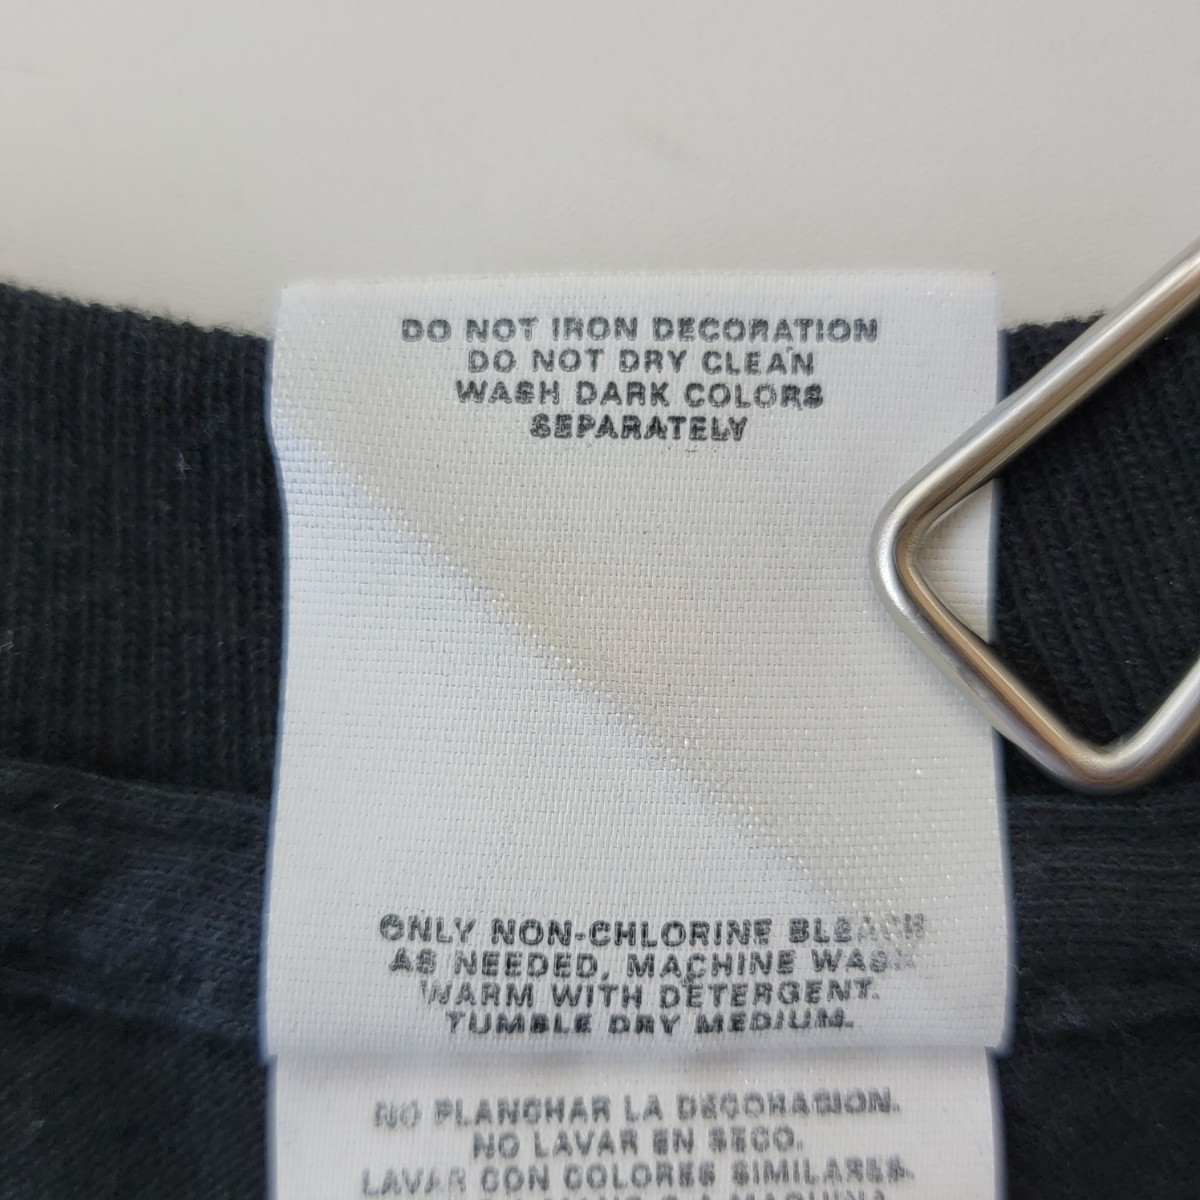 DO NOT IRON DECORATION
DO NOT DRY CLEAN
WASH DARK COLORS
SEPARATELY
ONLY NON-CHLORINE BLEACH
AS NEEDED, MACHINE WASH
WARM WITH DETERGENT.
TUMBLE DRY MEDIUM.
NO PLANCHAR LA DECORACION.
NO LAVAR EN SECO.
LAVAR CON COLORES SIMILARES.